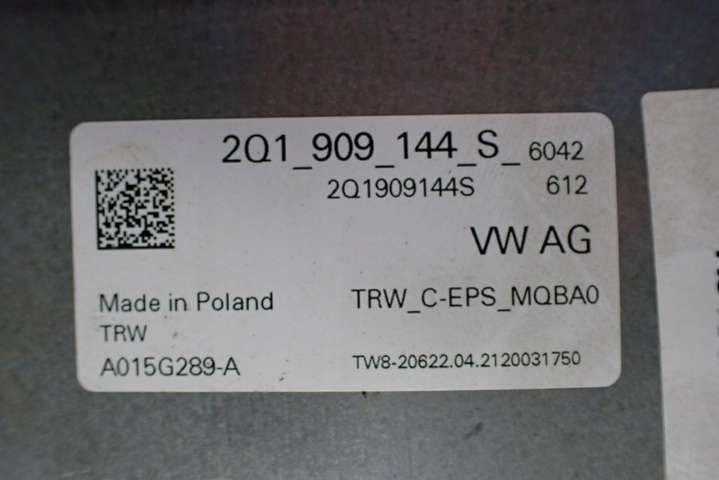 2Q1_909_144_S_ 6042
2Q1909144S 612
VW AG
Made in Poland TRW_C-EPS_MQBA0
TRW
A015G289-A TW8-20622.04.2120031750